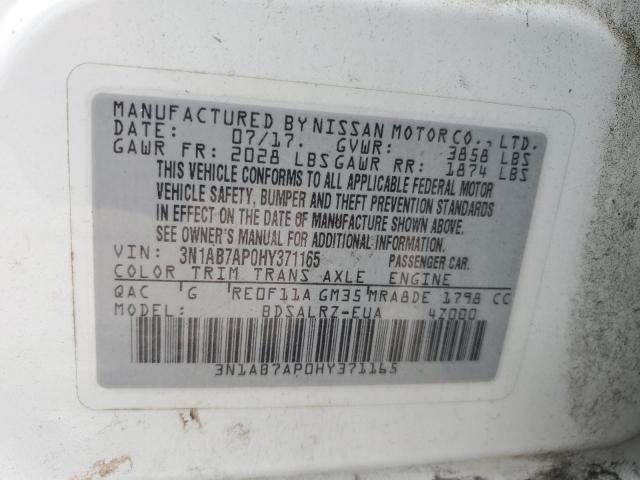 MANUFACTURED BY NISSAN MOTOR CO., LTD.
DATE: 07/17. GVWR: 3858 LBS
GAWR FR: 2028 LBS GAWR RR: 1874 LBS
THIS VEHICLE CONFORMS TO ALL APPLICABLE FEDERAL MOTOR
VEHICLE SAFETY, BUMPER AND THEFT PREVENTION STANDARDS
IN EFFECT ON THE DATE OF MANUFACTURE SHOWN ABOVE.
SEE OWNER'S MANUAL FOR ADDITIONAL INFORMATION.
VIN: 3N1AB7AP0HY371165 PASSENGER CAR.
COLOR TRIM TRANS AXLE ENGINE
QAC G RE0F11A GM35 MRA8DE 1798 CC
MODEL: BDSALRZ-EUA 4Z000
3N1AB7AP0HY371165